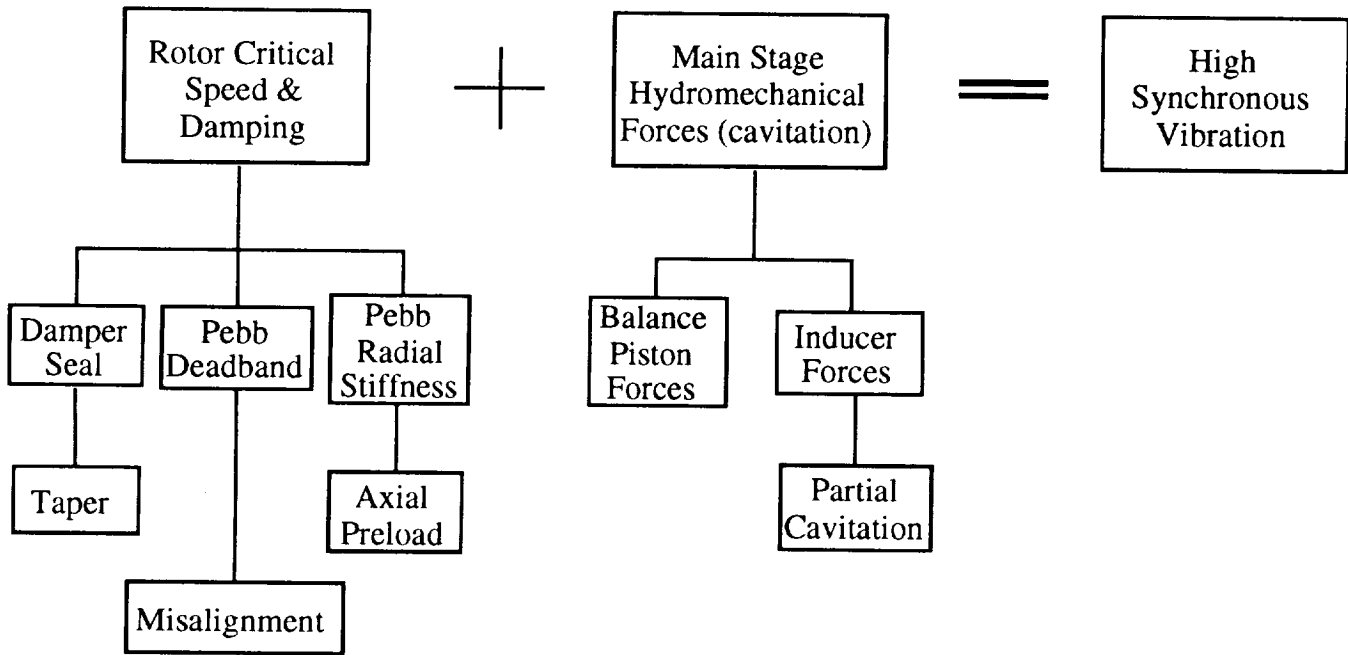 Rotor Critical
Speed &
Damping
+
Main Stage
Hydromechanical
Forces (cavitation)
=
High
Synchronous
Vibration
Damper
Seal
Pebb
Deadband
Pebb
Radial
Stiffness
Balance
Piston
Forces
Inducer
Forces
Taper
Axial
Preload
Partial
Cavitation
Misalignment